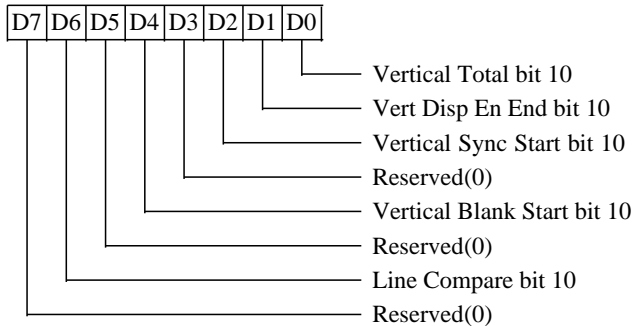 D7 D6 D5 D4 D3 D2 D1 D0
Vertical Total bit 10
Vert Disp En End bit 10
Vertical Sync Start bit 10
Reserved(0)
Vertical Blank Start bit 10
Reserved(0)
Line Compare bit 10
Reserved(0)